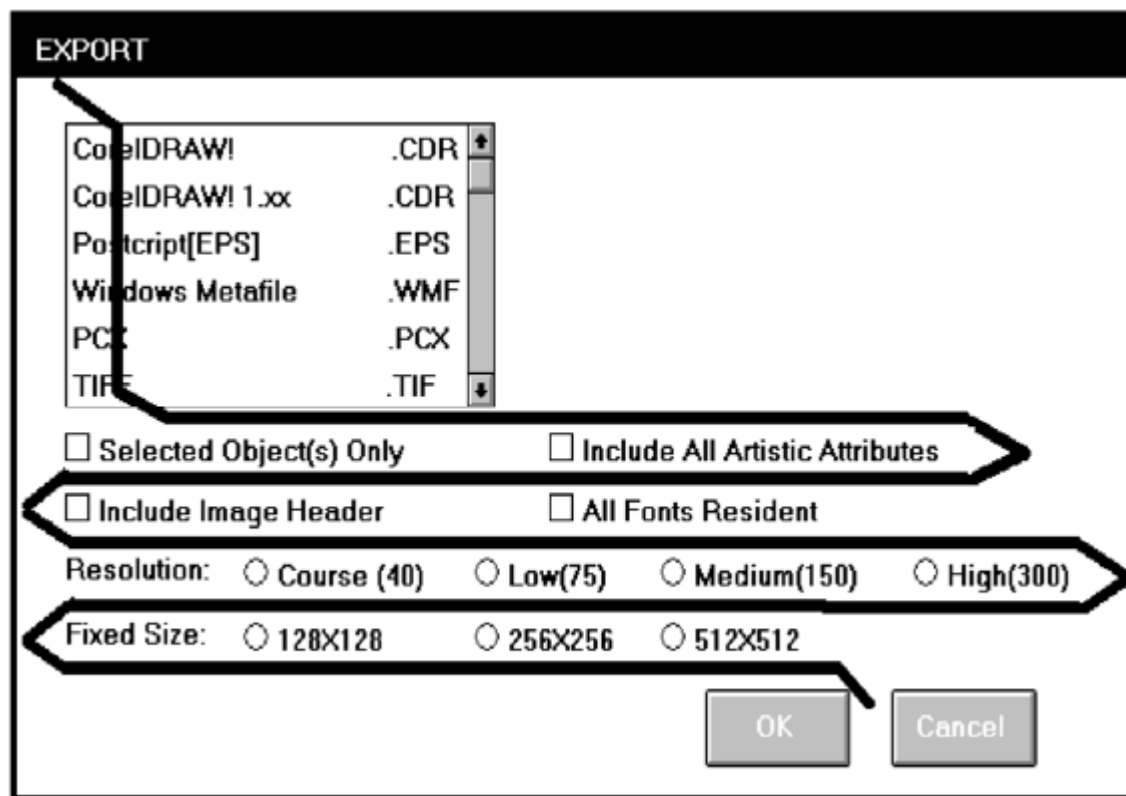 EXPORT
CorelDRAW! .CDR
CorelDRAW! 1.xx .CDR
Postcript[EPS] .EPS
Windows Metafile .WMF
PCX .PCX
TIFF .TIF
Selected Object(s) Only Include All Artistic Attributes
Include Image Header All Fonts Resident
Resolution: Course (40) Low(75) Medium(150) High(300)
Fixed Size: 128X128 256X256 512X512
OK Cancel